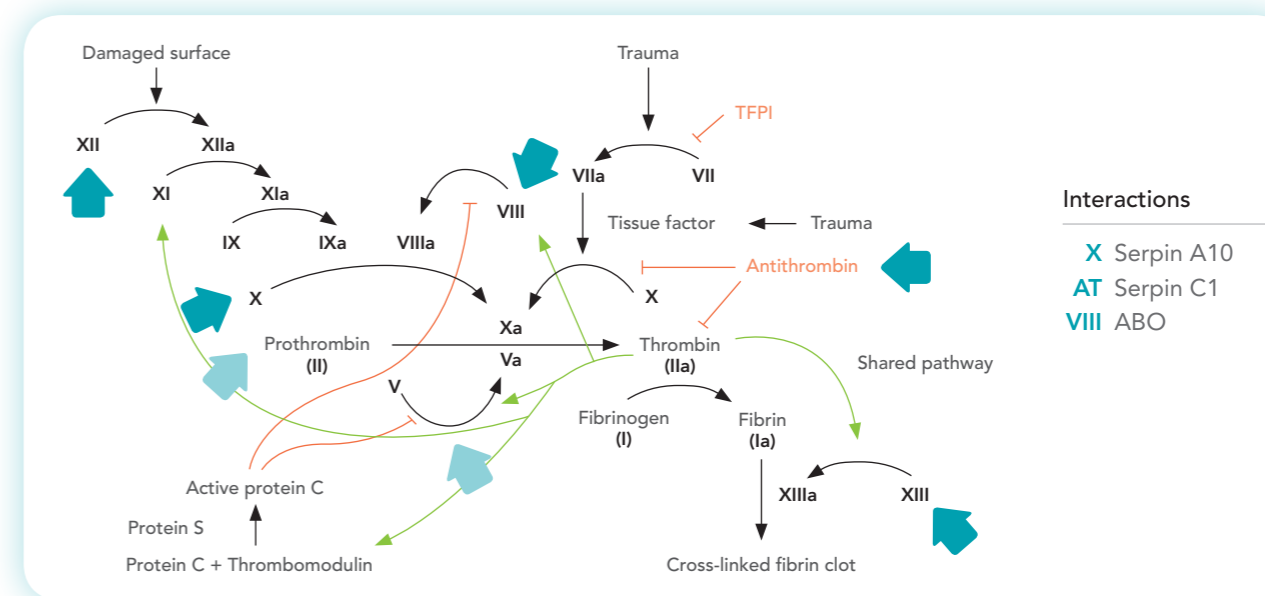 Damaged surface
Trauma
TFPI
XII
XIIa
VIIa
VII
XI
XIa
VIII
Tissue factor
Trauma
IX
IXa
VIIIa
Antithrombin
X
X
Xa
Prothrombin
(II)
Thrombin
(IIa)
Va
Shared pathway
V
Fibrinogen
(I)
Fibrin
(Ia)
Active protein C
XIIIa
XIII
Protein S
Protein C + Thrombomodulin
Cross-linked fibrin clot
Interactions
X Serpin A10
AT Serpin C1
VIII ABO